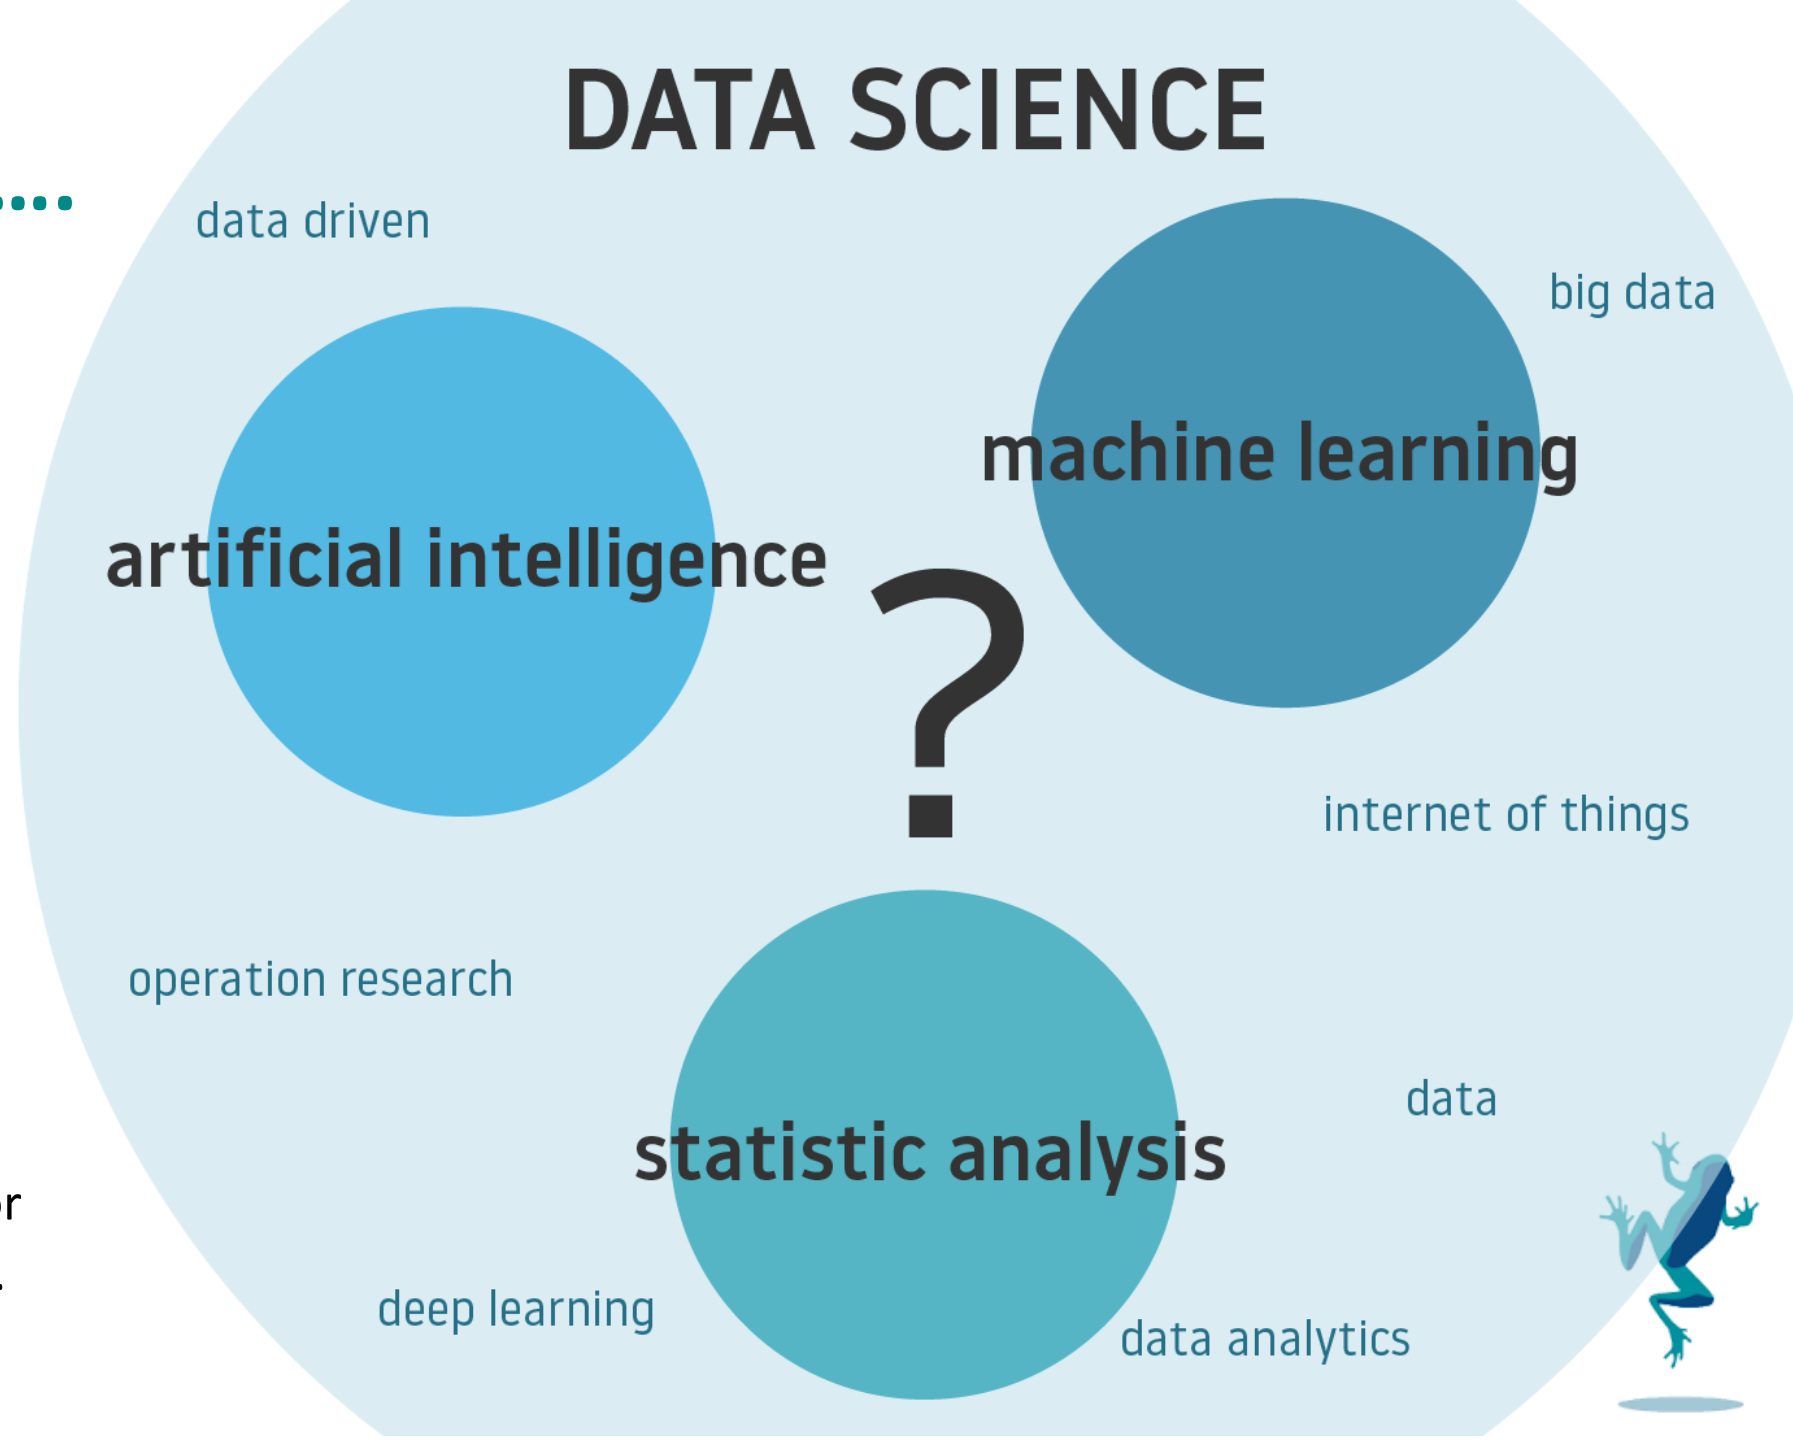 DATA SCIENCE
data driven
big data
machine learning
artificial intelligence
?
internet of things
operation research
data
statistic analysis
deep learning
data analytics